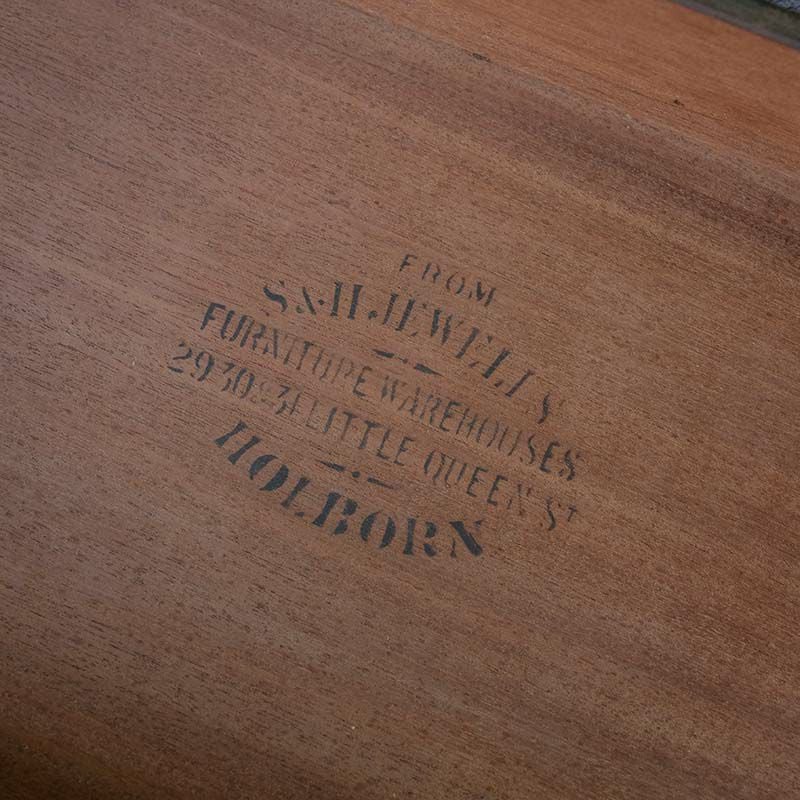 FROM
S & H. JEWELL'S
FURNITURE WAREHOUSES
29 30 & 31 LITTLE QUEEN ST
HOLBORN